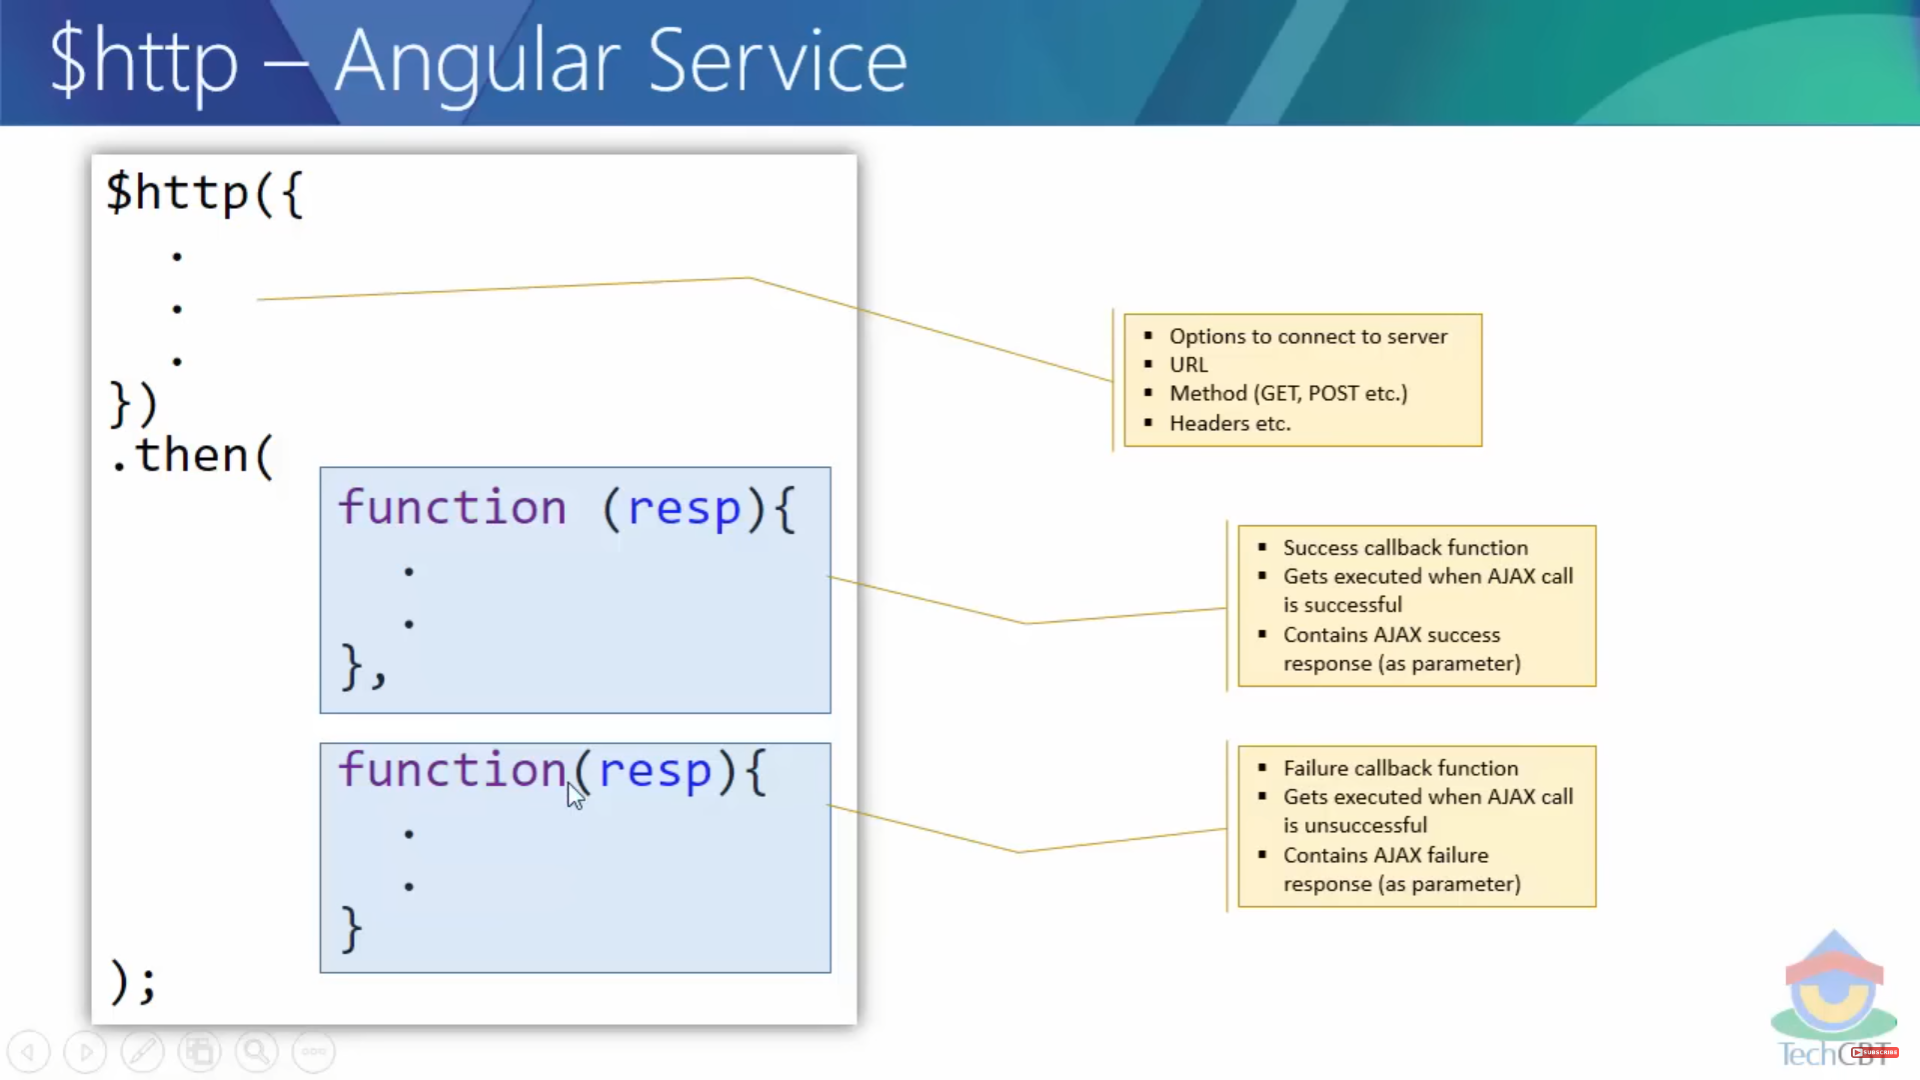 $http – Angular Service
$http({
.
.
.
})
.then(
function (resp){
.
.
},
function(resp){
.
.
}
);
▪ Options to connect to server
▪ URL
▪ Method (GET, POST etc.)
▪ Headers etc.
▪ Success callback function
▪ Gets executed when AJAX call
is successful
▪ Contains AJAX success
response (as parameter)
▪ Failure callback function
▪ Gets executed when AJAX call
is unsuccessful
▪ Contains AJAX failure
response (as parameter)
TechCBT
SUBSCRIBE